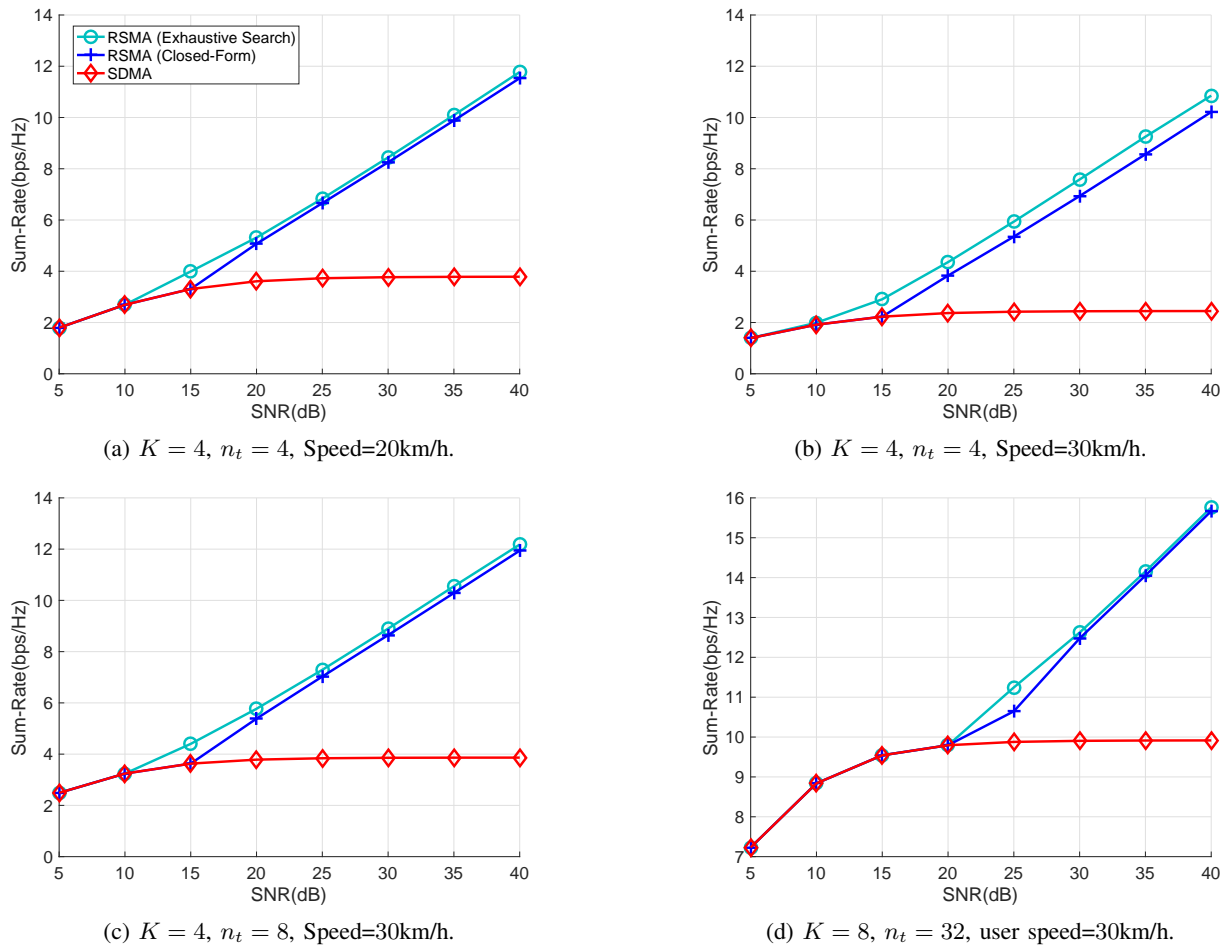 14
12
10
8
6
4
2
0
Sum-Rate(bps/Hz)
RSMA (Exhaustive Search)
RSMA (Closed-Form)
SDMA
5 10 15 20 25 30 35 40
SNR(dB)
(a) K = 4, n_t = 4, Speed=20km/h.
14
12
10
8
6
4
2
0
Sum-Rate(bps/Hz)
5 10 15 20 25 30 35 40
SNR(dB)
(b) K = 4, n_t = 4, Speed=30km/h.
14
12
10
8
6
4
2
0
Sum-Rate(bps/Hz)
5 10 15 20 25 30 35 40
SNR(dB)
(c) K = 4, n_t = 8, Speed=30km/h.
16
15
14
13
12
11
10
9
8
7
Sum-Rate(bps/Hz)
5 10 15 20 25 30 35 40
SNR(dB)
(d) K = 8, n_t = 32, user speed=30km/h.